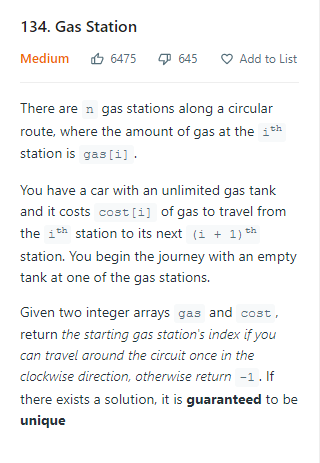 134. Gas Station
Medium 6475 645 Add to List
There are n gas stations along a circular
route, where the amount of gas at the ith
station is gas[i] .
You have a car with an unlimited gas tank
and it costs cost[i] of gas to travel from
the ith station to its next (i + 1)th
station. You begin the journey with an empty
tank at one of the gas stations.
Given two integer arrays gas and cost ,
return the starting gas station's index if you
can travel around the circuit once in the
clockwise direction, otherwise return -1 . If
there exists a solution, it is guaranteed to be
unique